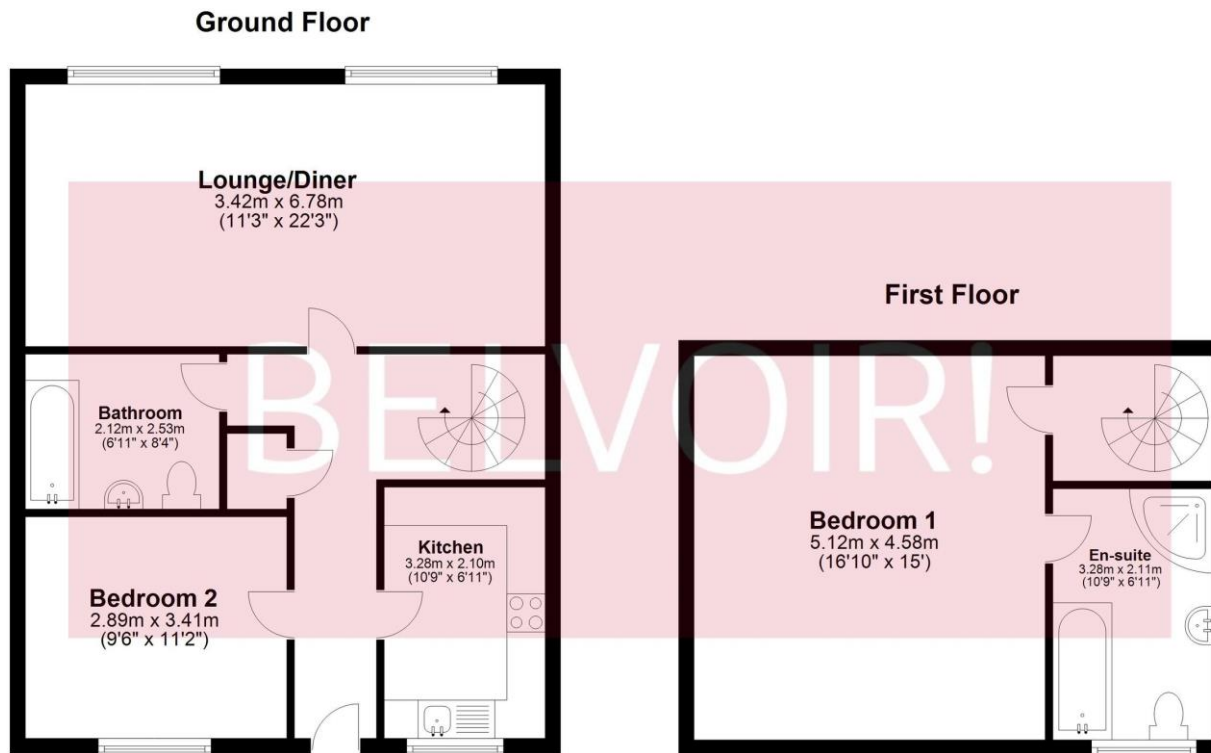 Ground Floor
Lounge/Diner
3.42m x 6.78m
(11'3" x 22'3")
Bathroom
2.12m x 2.53m
(6'11" x 8'4")
Kitchen
3.28m x 2.10m
(10'9" x 6'11")
Bedroom 2
2.89m x 3.41m
(9'6" x 11'2")
First Floor
Bedroom 1
5.12m x 4.58m
(16'10" x 15')
En-suite
3.28m x 2.11m
(10'9" x 6'11")
BELVOIR!